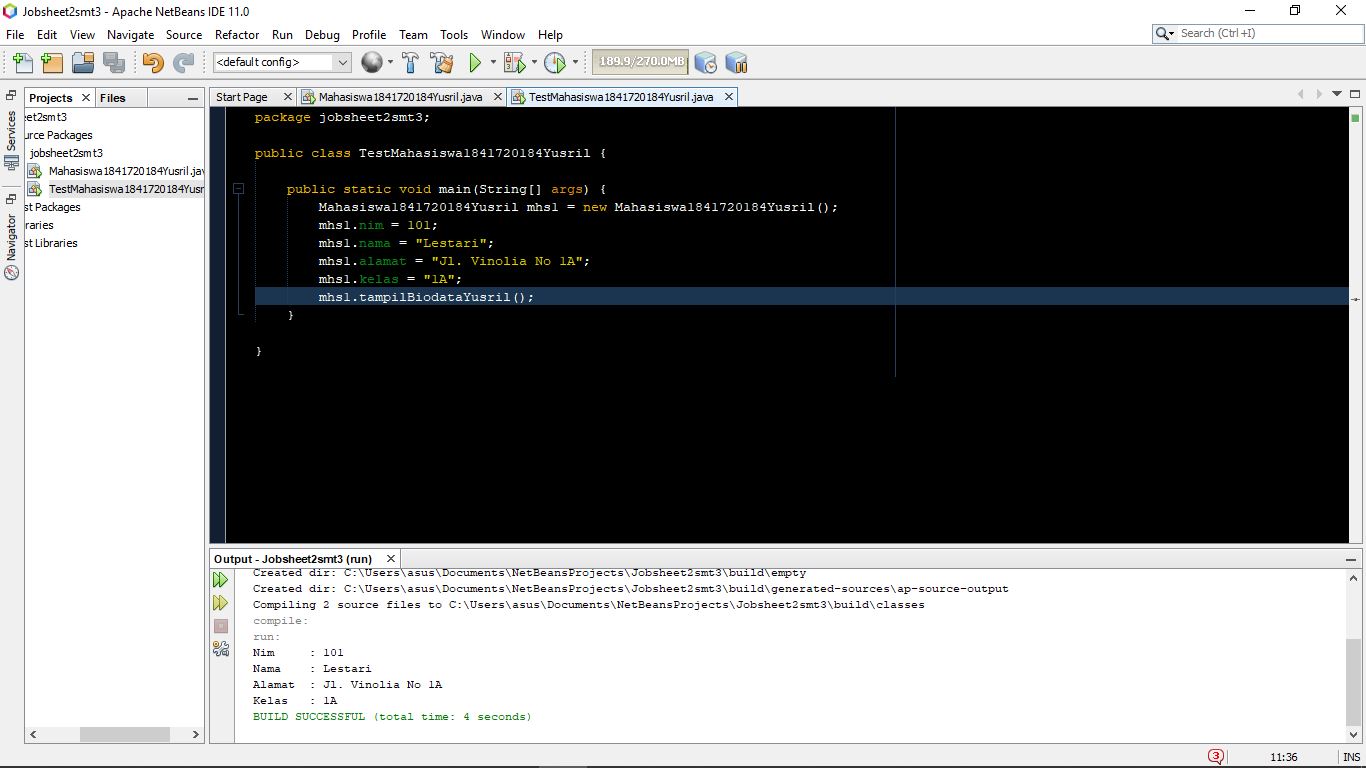 Jobsheet2smt3 - Apache NetBeans IDE 11.0
File Edit View Navigate Source Refactor Run Debug Profile Team Tools Window Help
Search (Ctrl+I)
<default config>
189.9/270.0MB
Projects Files
Start Page Mahasiswa1841720184Yusril.java TestMahasiswa1841720184Yusril.java
Services
Navigator
et2smt3
urce Packages
jobsheet2smt3
Mahasiswa1841720184Yusril.jav
TestMahasiswa1841720184Yusr
st Packages
raries
st Libraries
package jobsheet2smt3;
public class TestMahasiswa1841720184Yusril {
public static void main(String[] args) {
Mahasiswa1841720184Yusril mhs1 = new Mahasiswa1841720184Yusril();
mhs1.nim = 101;
mhs1.nama = "Lestari";
mhs1.alamat = "Jl. Vinolia No 1A";
mhs1.kelas = "1A";
mhs1.tampilBiodataYusril();
}
}
Output - Jobsheet2smt3 (run)
Created dir: C:\Users\asus\Documents\NetBeansProjects\Jobsheet2smt3\build\empty
Created dir: C:\Users\asus\Documents\NetBeansProjects\Jobsheet2smt3\build\generated-sources\ap-source-output
Compiling 2 source files to C:\Users\asus\Documents\NetBeansProjects\Jobsheet2smt3\build\classes
compile:
run:
Nim : 101
Nama : Lestari
Alamat : Jl. Vinolia No 1A
Kelas : 1A
BUILD SUCCESSFUL (total time: 4 seconds)
3 11:36 INS